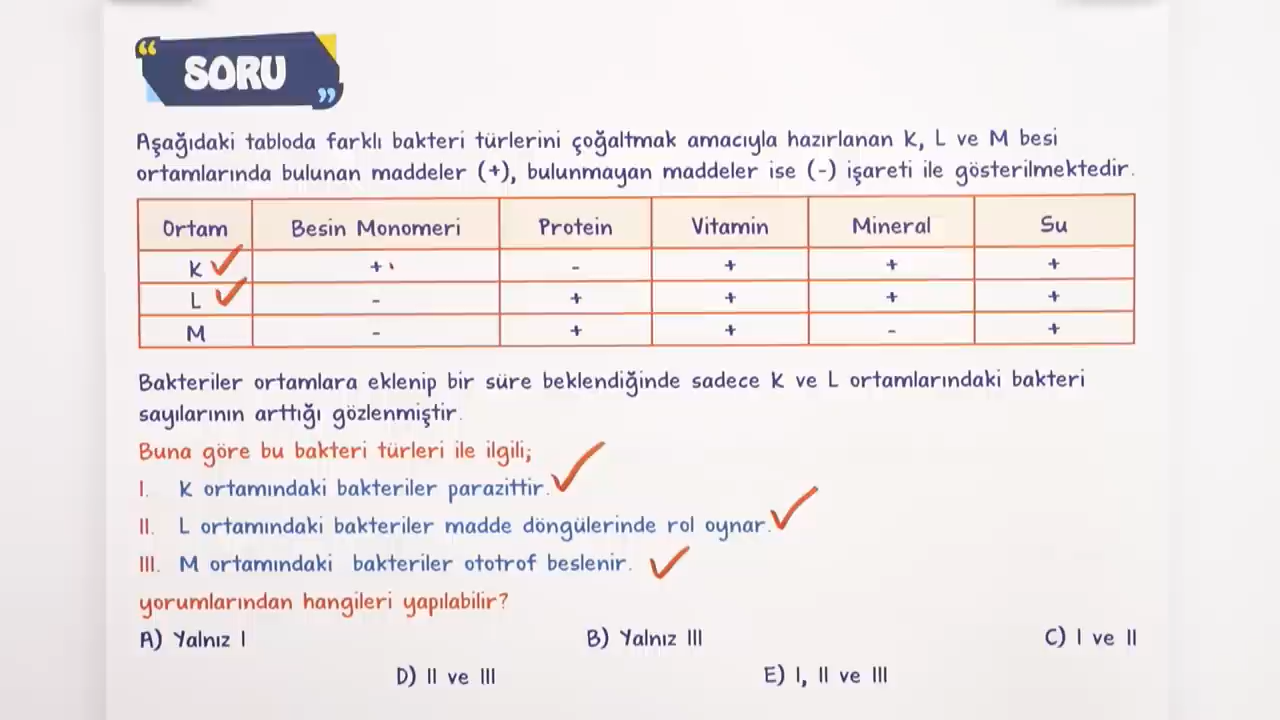 “ SORU ”
Aşağıdaki tabloda farklı bakteri türlerini çoğaltmak amacıyla hazırlanan K, L ve M besi
ortamlarında bulunan maddeler (+), bulunmayan maddeler ise (-) işareti ile gösterilmektedir.
Ortam Besin Monomeri Protein Vitamin Mineral Su
K + - + + +
L - + + + +
M - + + - +
Bakteriler ortamlara eklenip bir süre beklendiğinde sadece K ve L ortamlarındaki bakteri
sayılarının arttığı gözlenmiştir.
Buna göre bu bakteri türleri ile ilgili;
I. K ortamındaki bakteriler parazittir.
II. L ortamındaki bakteriler madde döngülerinde rol oynar.
III. M ortamındaki bakteriler ototrof beslenir.
yorumlarından hangileri yapılabilir?
A) Yalnız I B) Yalnız III C) I ve II
D) II ve III E) I, II ve III